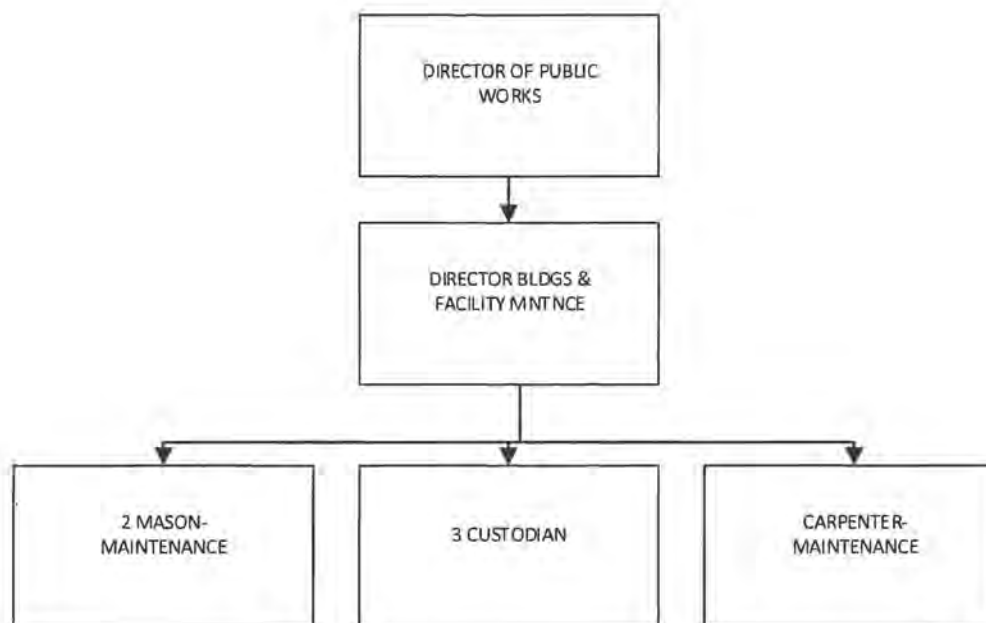 DIRECTOR OF PUBLIC
WORKS
DIRECTOR BLDGS &
FACILITY MNTNCE
2 MASON-
MAINTENANCE
3 CUSTODIAN
CARPENTER-
MAINTENANCE